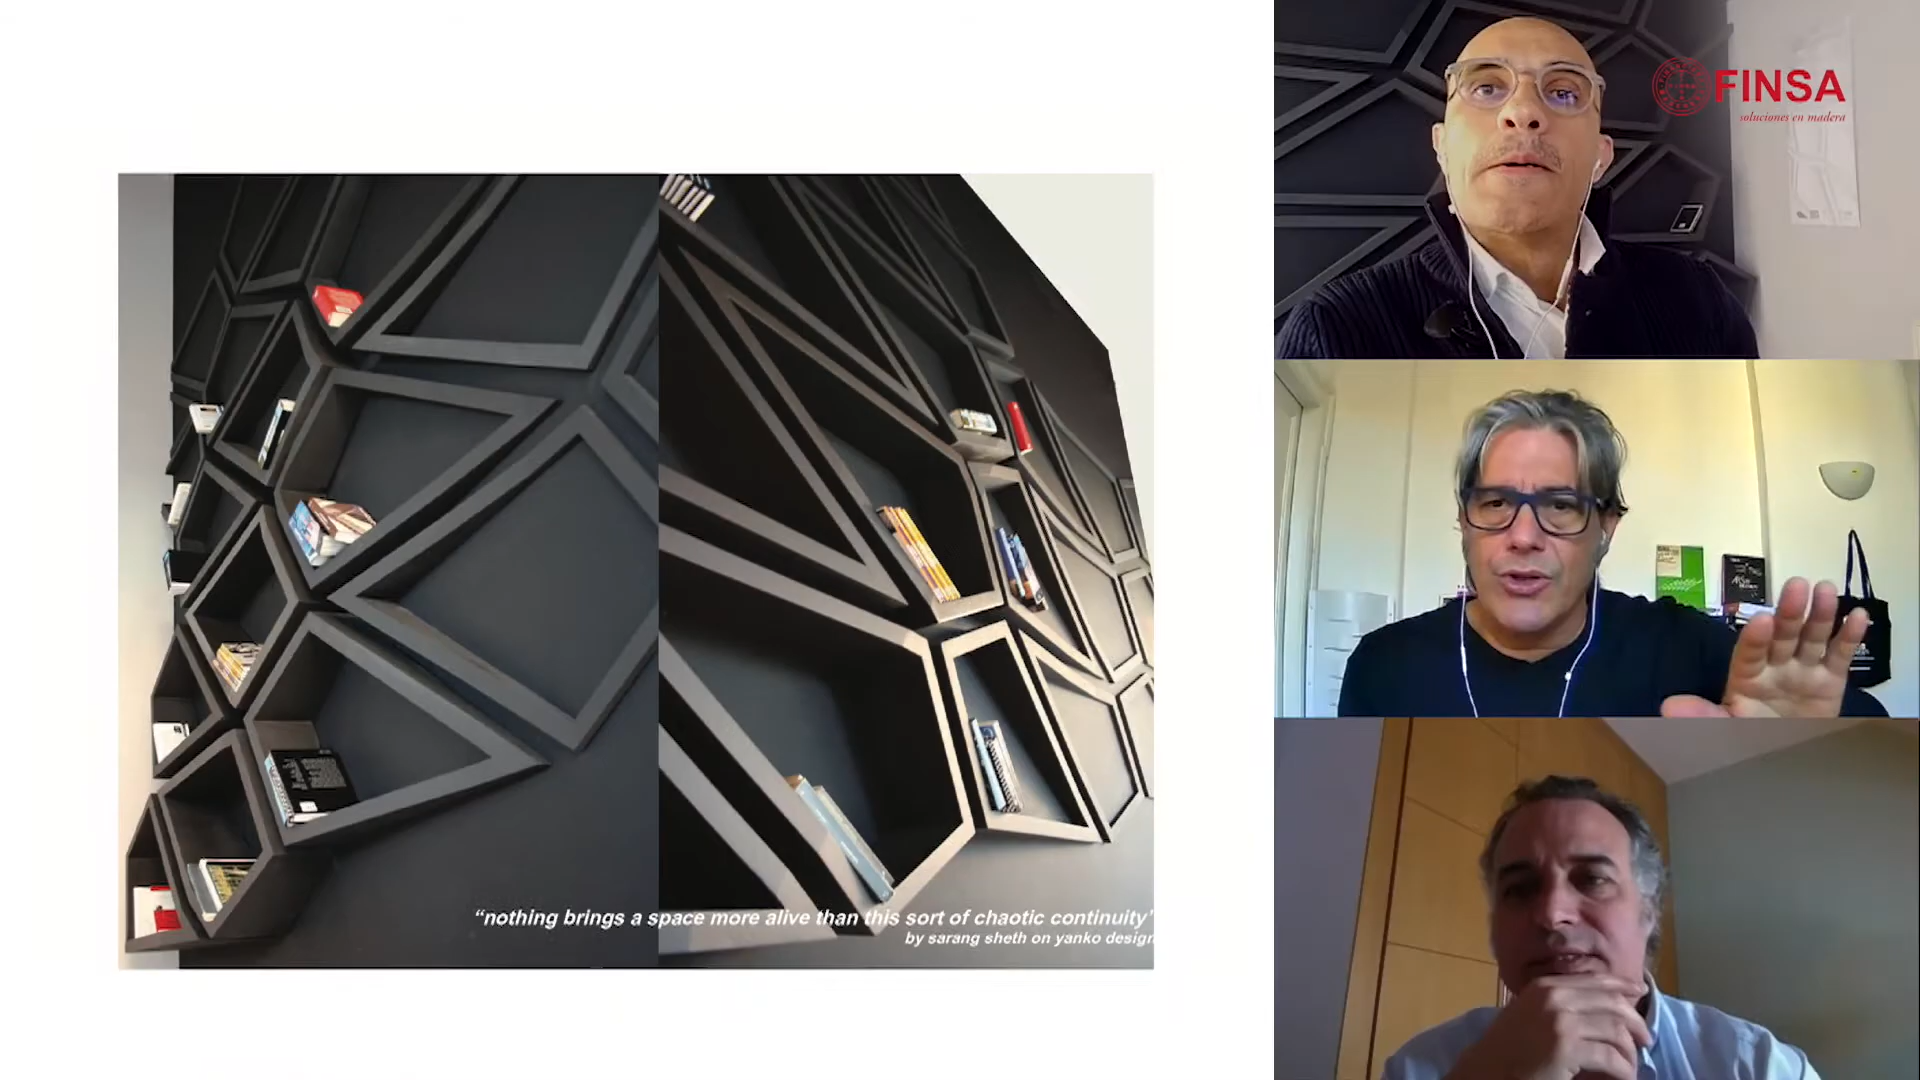 FINSA
soluciones en madera
“nothing brings a space more alive than this sort of chaotic continuity"
by sarang sheth on yanko design